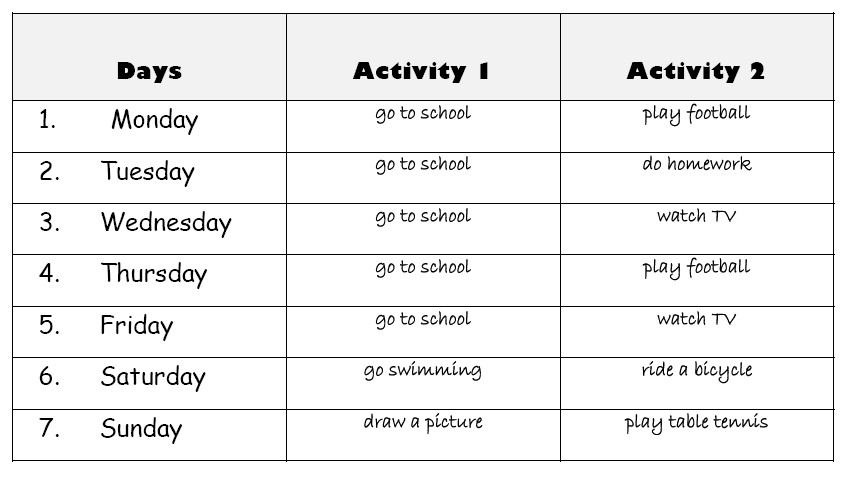 Days Activity 1 Activity 2
1. Monday go to school play football
2. Tuesday go to school do homework
3. Wednesday go to school watch TV
4. Thursday go to school play football
5. Friday go to school watch TV
6. Saturday go swimming ride a bicycle
7. Sunday draw a picture play table tennis